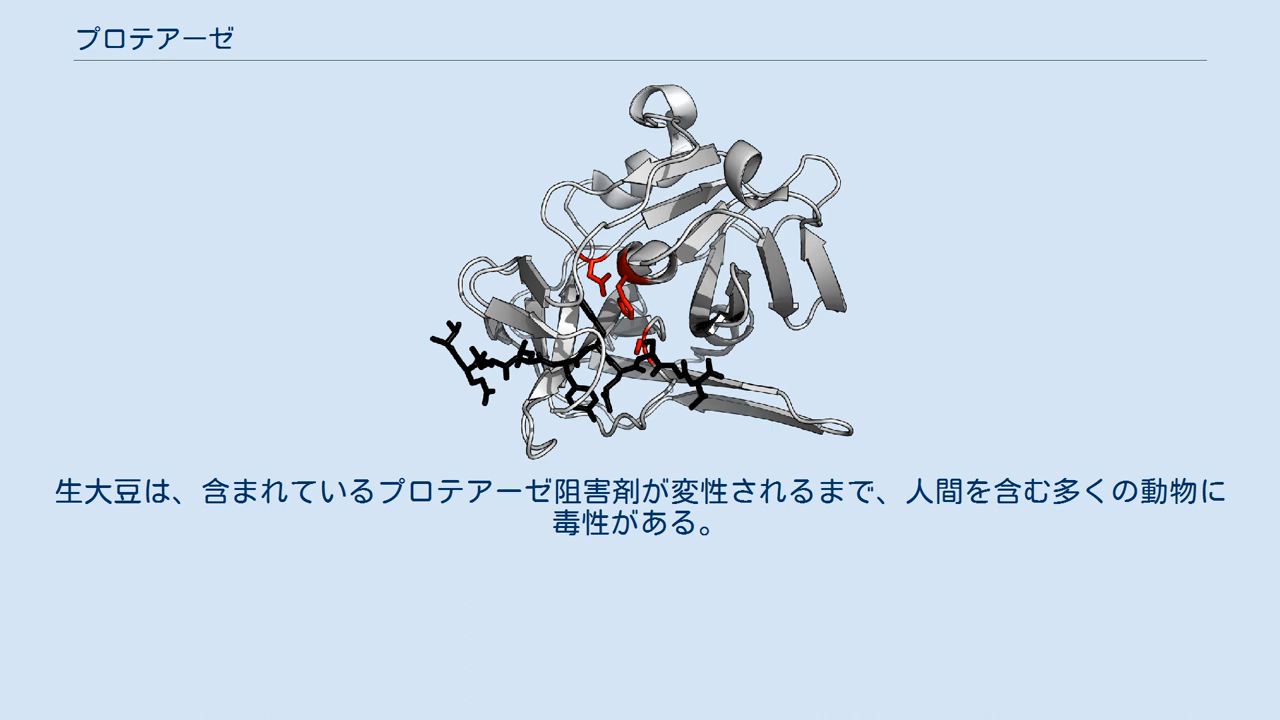 プロテアーゼ
生大豆は、含まれているプロテアーゼ阻害剤が変性されるまで、人間を含む多くの動物に
毒性がある。